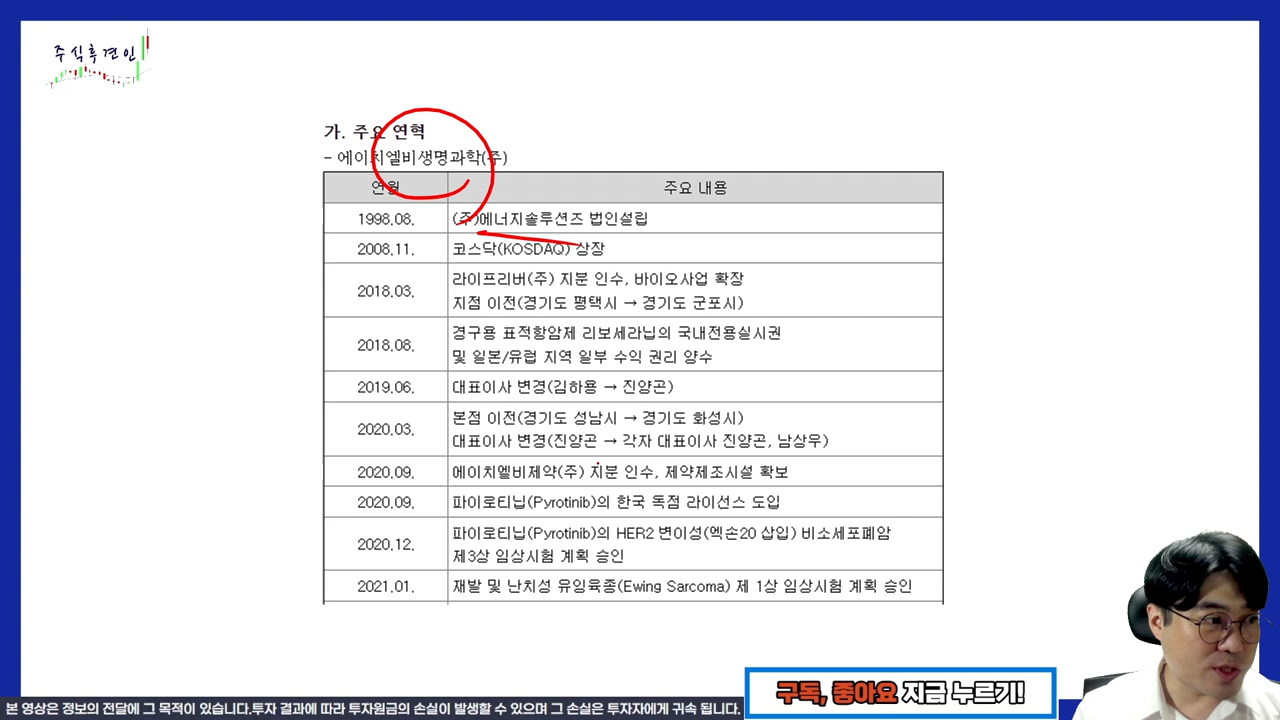 주식후견인
가. 주요 연혁
- 에이치엘비생명과학(주)
연월 주요 내용
1998.08. (주)에너지솔루션즈 법인설립
2008.11. 코스닥(KOSDAQ) 상장
2018.03. 라이프리버(주) 지분 인수, 바이오사업 확장
지점 이전(경기도 평택시 → 경기도 군포시)
2018.08. 경구용 표적항암제 리보세라닙의 국내전용실시권
및 일본/유럽 지역 일부 수익 권리 양수
2019.06. 대표이사 변경(김하용 → 진양곤)
2020.03. 본점 이전(경기도 성남시 → 경기도 화성시)
대표이사 변경(진양곤 → 각자 대표이사 진양곤, 남상우)
2020.09. 에이치엘비제약(주) 지분 인수, 제약제조시설 확보
2020.09. 파이로티닙(Pyrotinib)의 한국 독점 라이선스 도입
2020.12. 파이로티닙(Pyrotinib)의 HER2 변이성(엑손20 삽입) 비소세포폐암
제3상 임상시험 계획 승인
2021.01. 재발 및 난치성 유잉육종(Ewing Sarcoma) 제 1상 임상시험 계획 승인
구독, 좋아요 지금 누르기!
본 영상은 정보의 전달에 그 목적이 있습니다.투자 결과에 따라 투자원금의 손실이 발생할 수 있으며 그 손실은 투자자에게 귀속 됩니다.